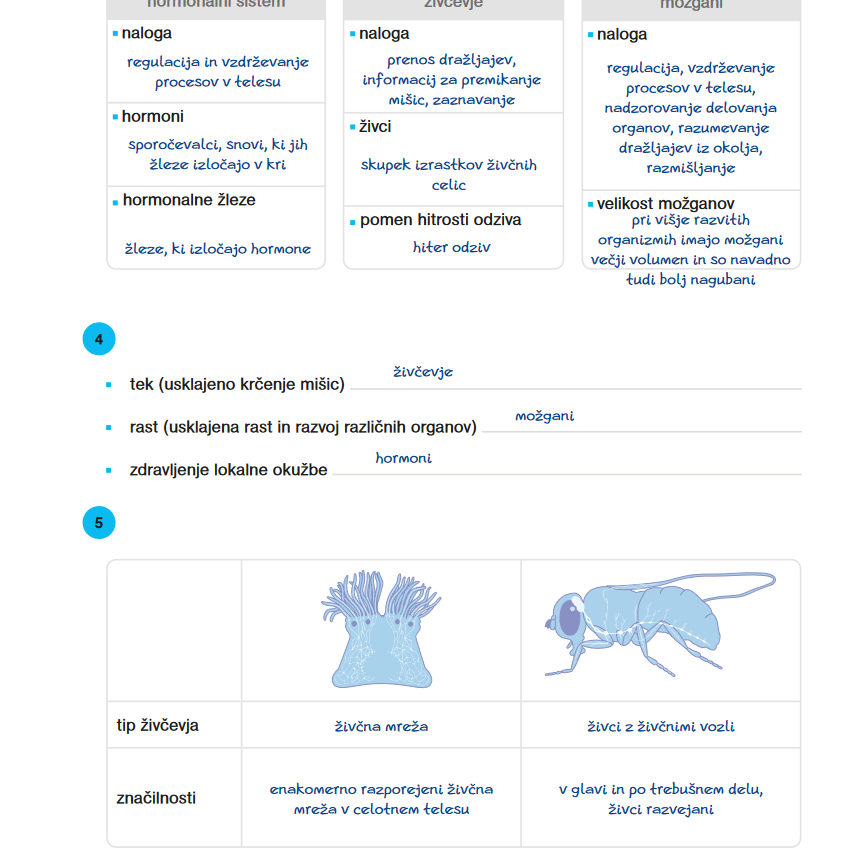 hormonalni sistem
živčevje
možgani
naloga
regulacija in vzdrževanje
procesov v telesu
hormoni
sporočevalci, snovi, ki jih
žleze izločajo v kri
hormonalne žleze
žleze, ki izločajo hormone
naloga
prenos dražljajev,
informacij za premikanje
mišic, zaznavanje
živci
skupek izrastkov živčnih
celic
pomen hitrosti odziva
hiter odziv
naloga
regulacija, vzdrževanje
procesov v telesu,
nadzorovanje delovanja
organov, razumevanje
dražljajev iz okolja,
razmišljanje
velikost možganov
pri višje razvitih
organizmih imajo možgani
večji volumen in so navadno
tudi bolj nagubani
4
tek (usklajeno krčenje mišic) živčevje
rast (usklajena rast in razvoj različnih organov) možgani
zdravljenje lokalne okužbe hormoni
5
tip živčevja
živčna mreža
živci z živčnimi vozli
značilnosti
enakomerno razporejeni živčna
mreža v celotnem telesu
v glavi in po trebušnem delu,
živci razvejani